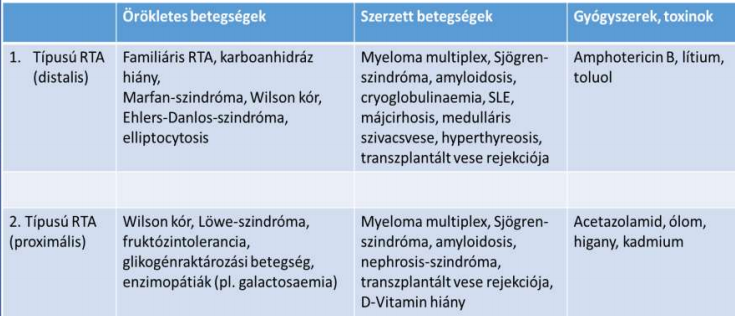 Örökletes betegségek
Szerzett betegségek
Gyógyszerek, toxinok
1. Típusú RTA
(distalis)
Familiáris RTA, karboanhidráz
hiány,
Marfan-szindróma, Wilson kór,
Ehlers-Danlos-szindróma,
elliptocytosis
Myeloma multiplex, Sjögren-
szindróma, amyloidosis,
cryoglobulinaemia, SLE,
májcirhosis, medulláris
szivacsvese, hyperthyreosis,
transzplantált vese rejekciója
Amphotericin B, lítium,
toluol
2. Típusú RTA
(proximális)
Wilson kór, Löwe-szindróma,
fruktózintolerancia,
glikogénraktározási betegség,
enzimopátiák (pl. galactosaemia)
Myeloma multiplex, Sjögren-
szindróma, amyloidosis,
nephrosis-szindróma,
transzplantált vese rejekciója,
D-Vitamin hiány
Acetazolamid, ólom,
higany, kadmium